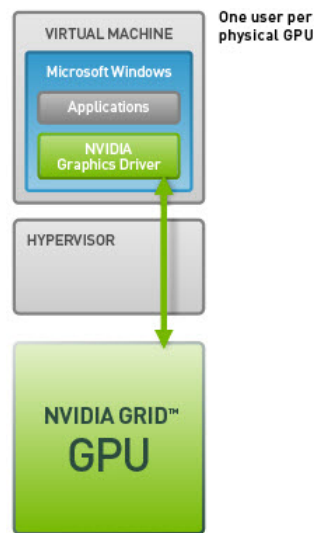 One user per
physical GPU
VIRTUAL MACHINE
Microsoft Windows
Applications
NVIDIA
Graphics Driver
HYPERVISOR
NVIDIA GRID™
GPU